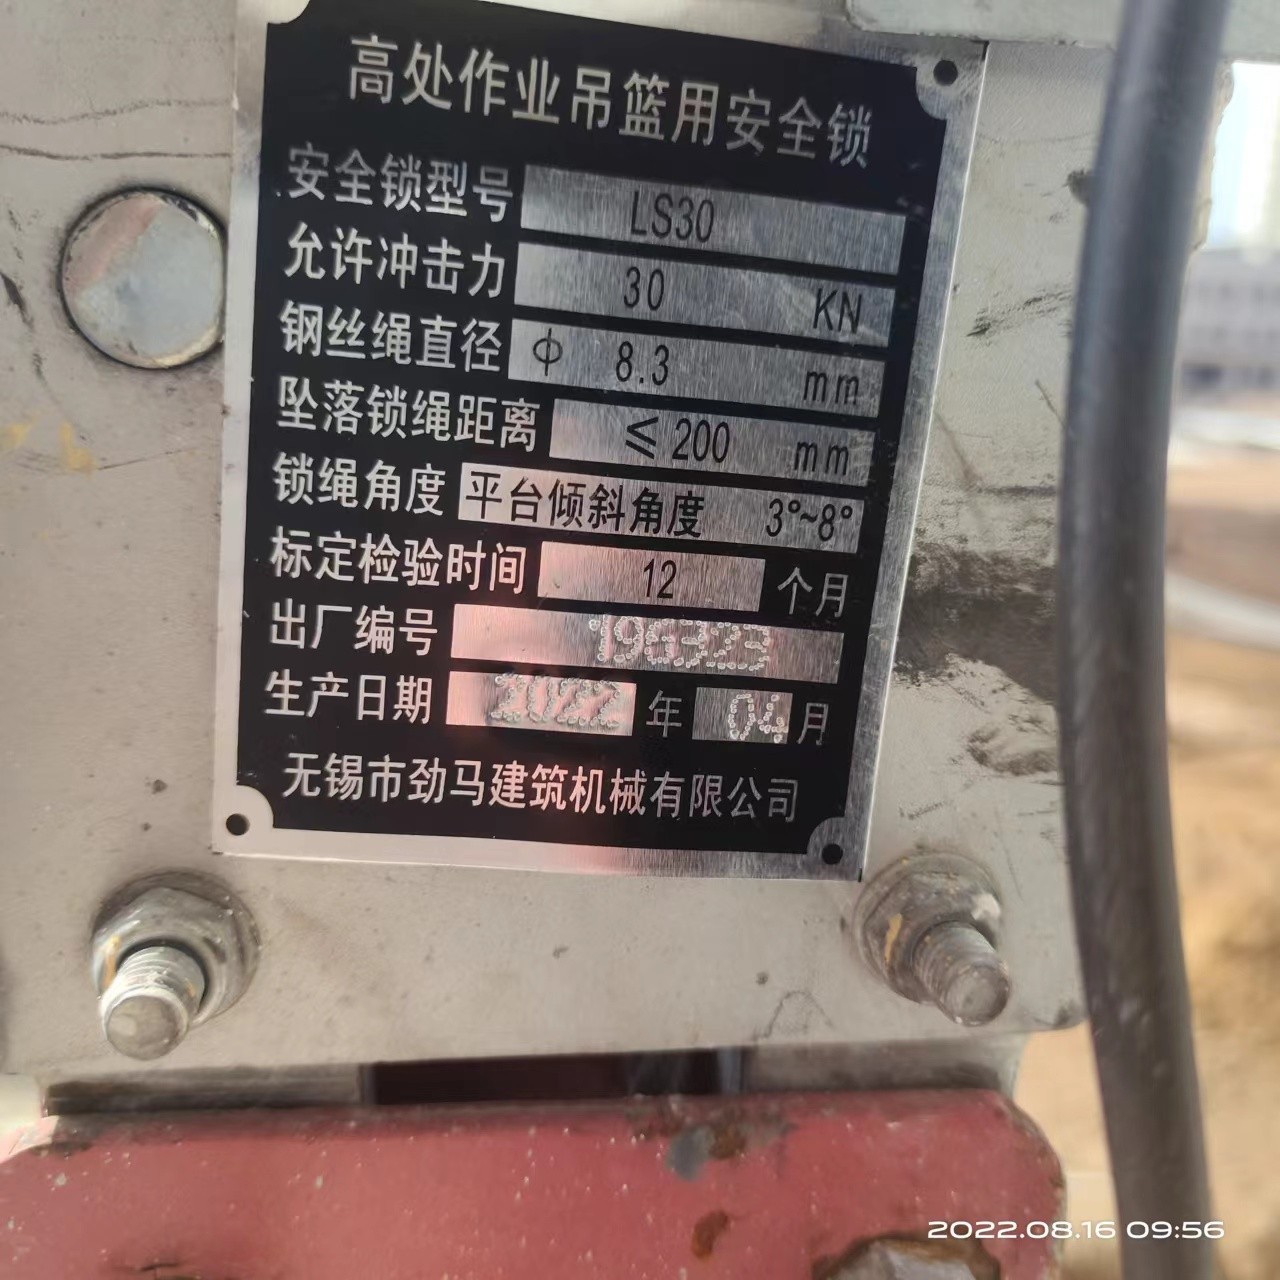 高处作业吊篮用安全锁
安全锁型号 LS30
允许冲击力 30 KN
钢丝绳直径 Φ 8.3 mm
坠落锁绳距离 ≤200 mm
锁绳角度 平台倾斜角度 3°~8°
标定检验时间 12 个月
出厂编号 196323
生产日期 2022 年 04 月
无锡市劲马建筑机械有限公司
2022.08.16 09:56